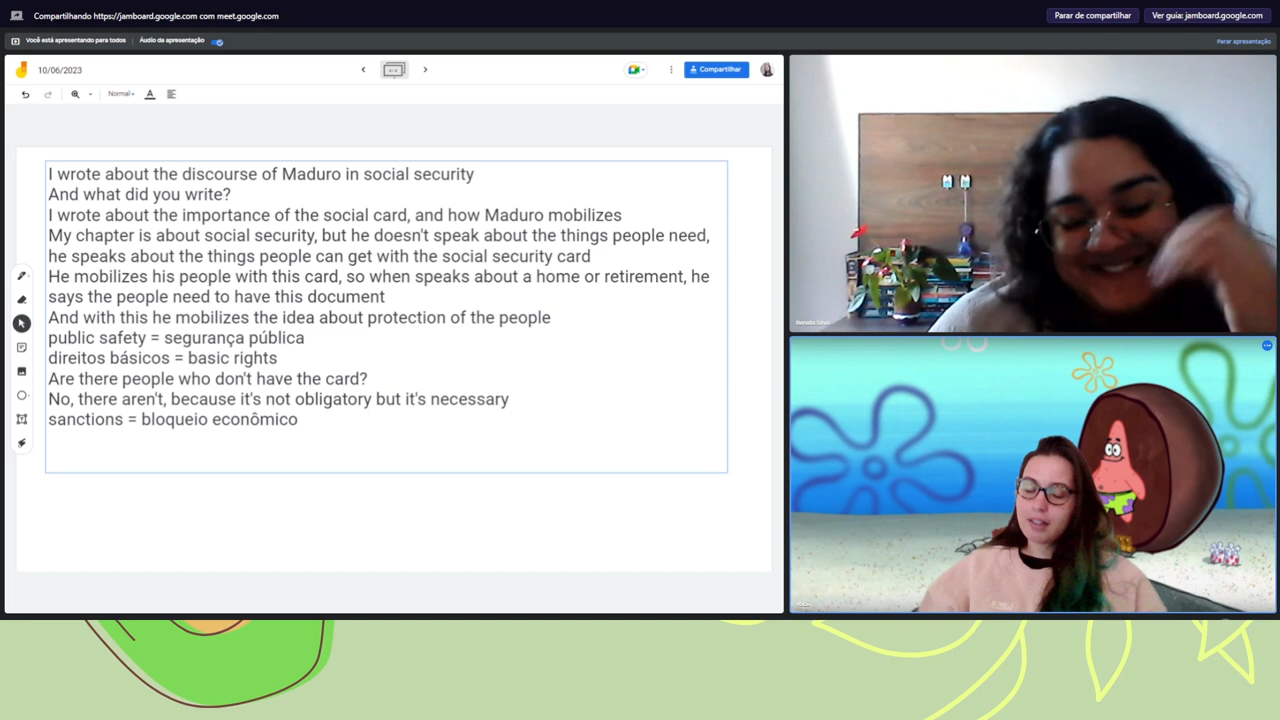 Compartilhando https://jamboard.google.com com meet.google.com
Parar de compartilhar
Ver guia: jamboard.google.com
Você está apresentando para todos
Áudio da apresentação
Parar apresentação
10/06/2023
Compartilhar
Normal
I wrote about the discourse of Maduro in social security
And what did you write?
I wrote about the importance of the social card, and how Maduro mobilizes
My chapter is about social security, but he doesn't speak about the things people need,
he speaks about the things people can get with the social security card
He mobilizes his people with this card, so when speaks about a home or retirement, he
says the people need to have this document
And with this he mobilizes the idea about protection of the people
public safety = segurança pública
direitos básicos = basic rights
Are there people who don't have the card?
No, there aren't, because it's not obligatory but it's necessary
sanctions = bloqueio econômico